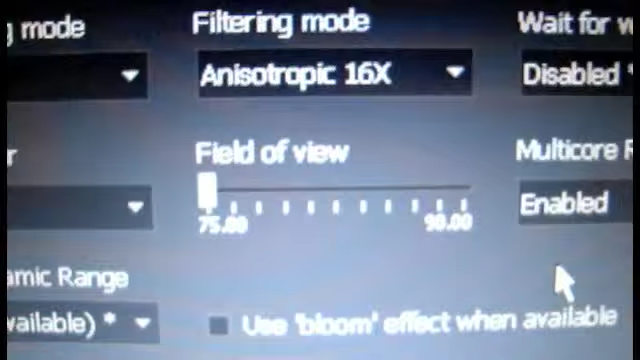 g mode
Filtering mode
Wait for
Anisotropic 16X
Disabled
Field of view
Multicore
75.00
90.00
Enabled
amic Range
vailable) *
Use 'bloom' effect when available